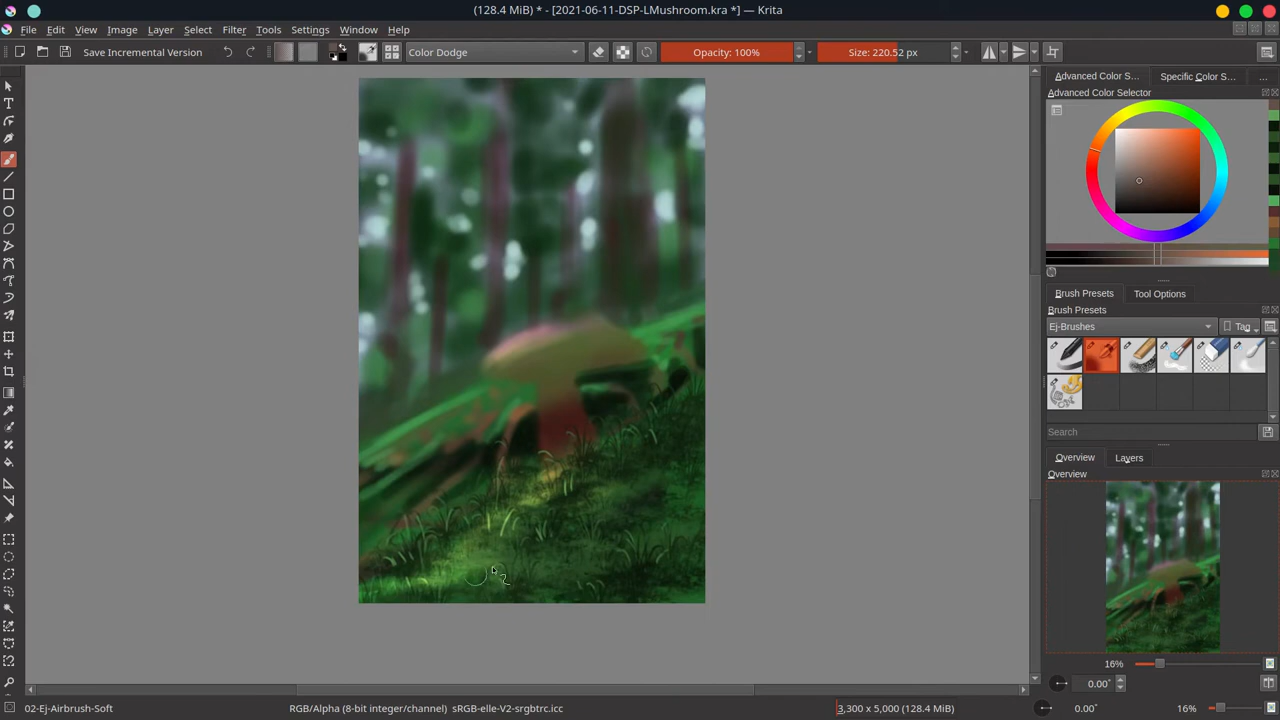 (128.4 MiB) * - [2021-06-11-DSP-LMushroom.kra *] — Krita
File Edit View Image Layer Select Filter Tools Settings Window Help
Save Incremental Version Color Dodge Opacity: 100% Size: 220.52 px
Advanced Color S... Specific Color S... ...
Advanced Color Selector
Brush Presets Tool Options
Brush Presets
Ej-Brushes Tag
Search
Overview Layers
Overview
16%
0.00°
02-Ej-Airbrush-Soft RGB/Alpha (8-bit integer/channel) sRGB-elle-V2-srgbtrc.icc 3,300 x 5,000 (128.4 MiB) 0.00° 16%